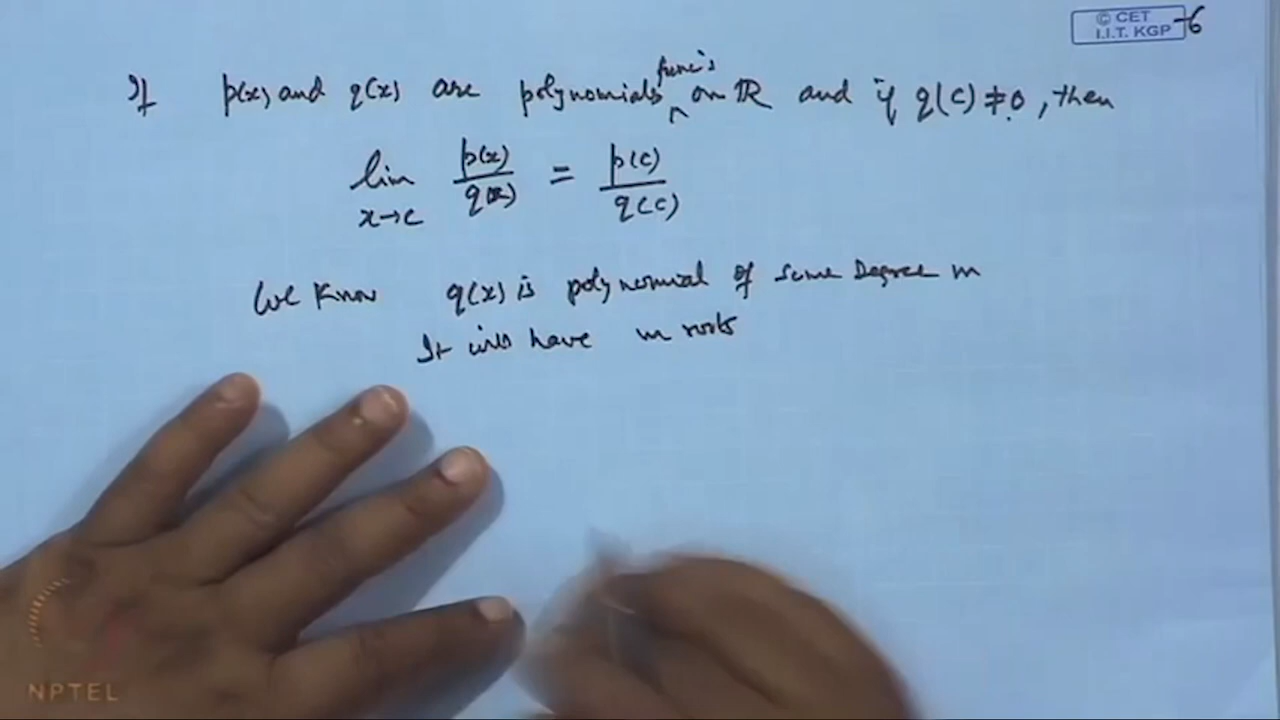 © CET
I.I.T. KGP -6
If p(x) and q(x) are polynomials func's on ℝ and if q(c) ≠ 0, then
lim x→c p(x)/q(x) = p(c)/q(c)
We know q(x) is polynomial of some Degree m
It will have m roots
NPTEL